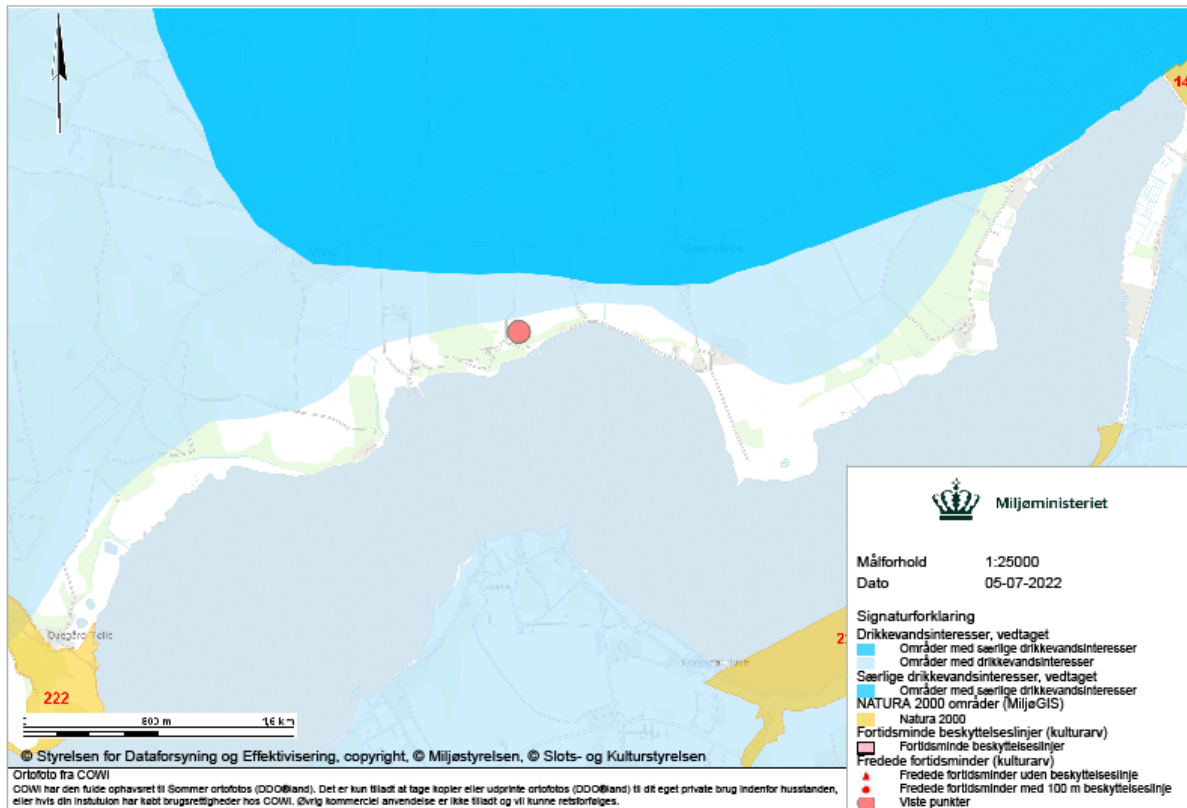 14
222
800 m
1,6 km
© Styrelsen for Dataforsyning og Effektivisering, copyright, © Miljøstyrelsen, © Slots- og Kulturstyrelsen
Ortofoto fra COWI
COWI har den fulde ophavsret til Sommer ortofotos (DDO®land). Det er kun tilladt at tage kopier eller udprinte ortofotos (DDO®land) til dit eget private brug indenfor husstanden,
eller hvis din instutuion har købt brugsrettigheder hos COWI. Øvrig kommerciel anvendelse er ikke tilladt og vil kunne retsforfølges.
Miljøministeriet
Målforhold 1:25000
Dato 05-07-2022
Signaturforklaring
Drikkevandsinteresser, vedtaget
Områder med særlige drikkevandsinteresser
Områder med drikkevandsinteresser
Særlige drikkevandsinteresser, vedtaget
Områder med særlige drikkevandsinteresser
NATURA 2000 områder (MiljøGIS)
Natura 2000
Fortidsminde beskyttelseslinjer (kulturarv)
Fortidsminde beskyttelseslinjer
Fredede fortidsminder (kulturarv)
Fredede fortidsminder uden beskyttelseslinje
Fredede fortidsminder med 100 m beskyttelseslinje
Viste punkter